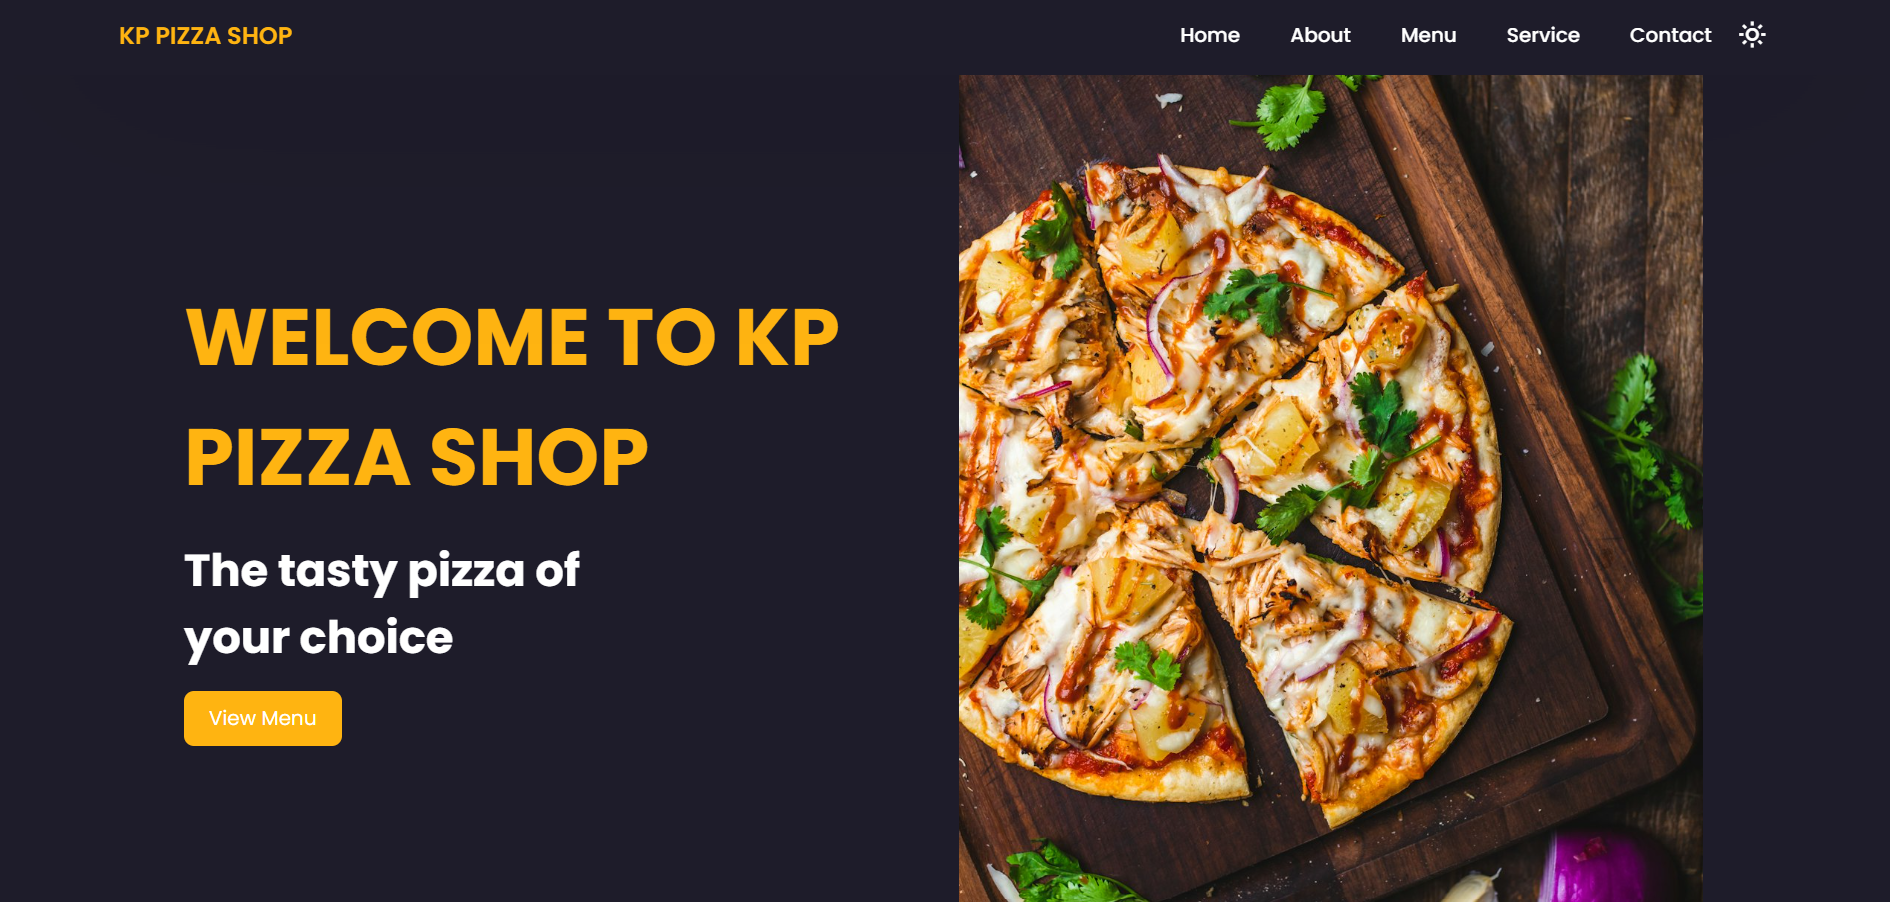 KP PIZZA SHOP
Home About Menu Service Contact
WELCOME TO KP
PIZZA SHOP
The tasty pizza of
your choice
View Menu